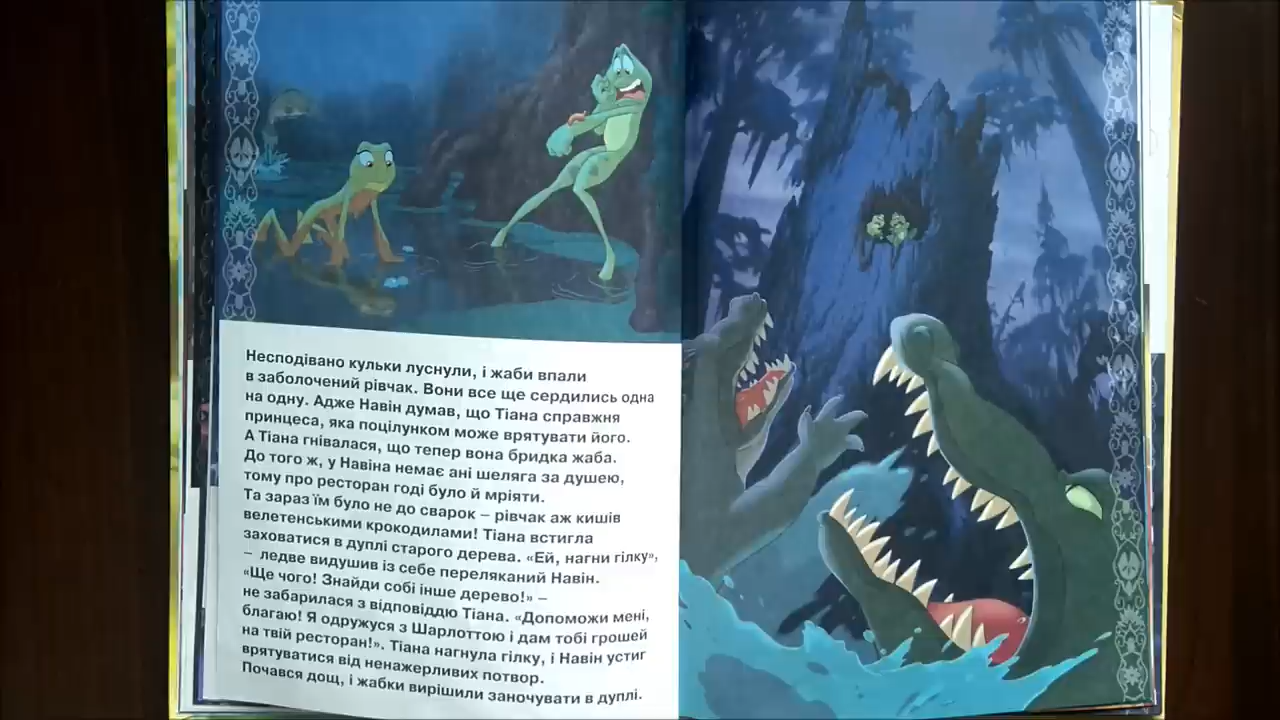 Несподівано кульки луснули, і жаби впали
в заболочений рівчак. Вони все ще сердились одна
на одну. Адже Навін думав, що Тіана справжня
принцеса, яка поцілунком може врятувати його.
А Тіана гнівалася, що тепер вона бридка жаба.
До того ж, у Навіна немає ані шеляга за душею,
тому про ресторан годі було й мріяти.
Та зараз їм було не до сварок – рівчак аж кишів
велетенськими крокодилами! Тіана встигла
заховатися в дуплі старого дерева. «Ей, нагни гілку»,
– ледве видушив із себе переляканий Навін.
«Ще чого! Знайди собі інше дерево!» –
не забарилася з відповіддю Тіана. «Допоможи мені,
благаю! Я одружуся з Шарлоттою і дам тобі грошей
на твій ресторан!». Тіана нагнула гілку, і Навін устиг
врятуватися від ненажерливих потвор.
Почався дощ, і жабки вирішили заночувати в дуплі.